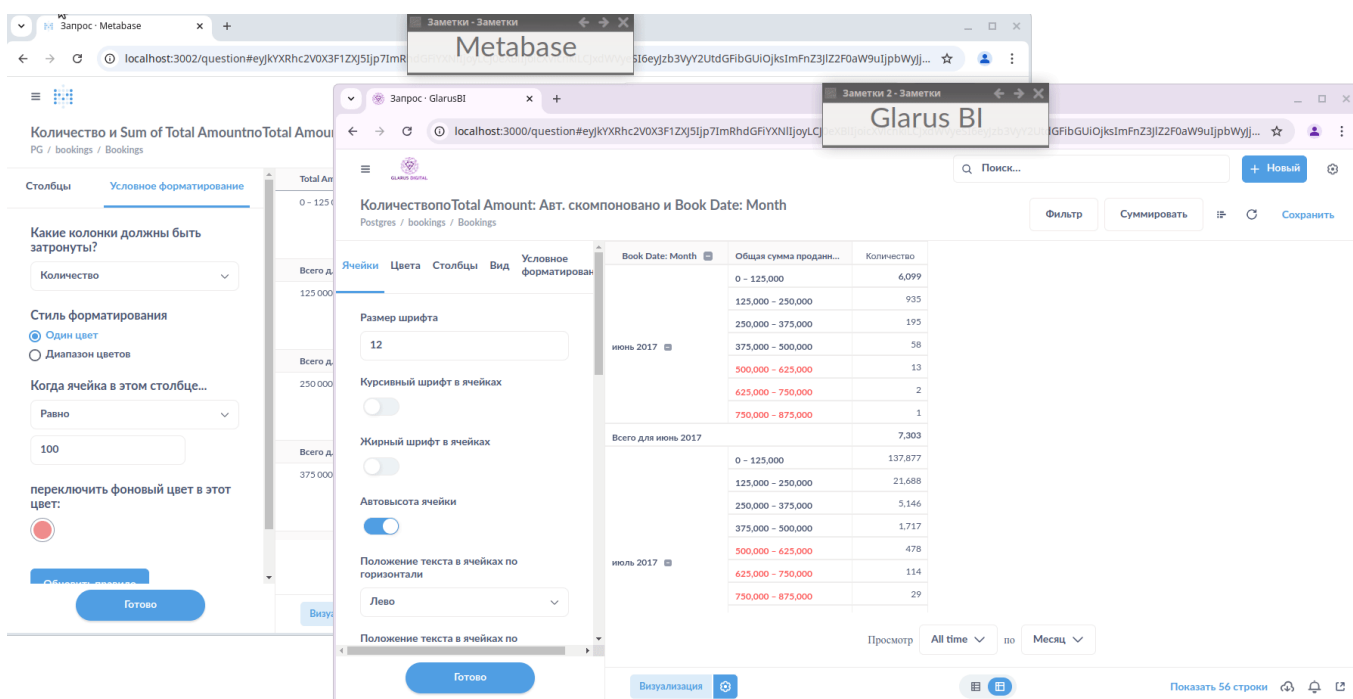 Запрос · Metabase
Заметки - Заметки
Metabase
localhost:3002/question#eyJkYXRhc2V0X3F1ZXJ5Ijp7ImR
Количество и Sum of Total AmountnoTotal Amou
PG / bookings / Bookings
Столбцы
Условное форматирование
Какие колонки должны быть
затронуты?
Количество
Стиль форматирования
Один цвет
Диапазон цветов
Когда ячейка в этом столбце...
Равно
100
переключить фоновый цвет в этот
цвет:
Обновить правило
Готово
Total Am
0 – 125
Всего д
125 000
Всего д
250 000
Всего д
375 000
Визуа
Запрос · GlarusBI
Заметки 2 - Заметки
Glarus BI
localhost:3000/question#eyJkYXRhc2V0X3F1ZXJ5Ijp7ImRhdGFiYXNlIjoyLCJ
GLARUS DIGITAL
Поиск...
+ Новый
КоличествопоTotal Amount: Авт. скомпоновано и Book Date: Month
Postgres / bookings / Bookings
Фильтр
Суммировать
Сохранить
Ячейки
Цвета
Столбцы
Вид
Условное
форматирован
Размер шрифта
12
Курсивный шрифт в ячейках
Жирный шрифт в ячейках
Автовысота ячейки
Положение текста в ячейках по
горизонтали
Лево
Положение текста в ячейках по
Готово
Book Date: Month Общая сумма проданн... Количество
0 – 125,000 6,099
125,000 – 250,000 935
250,000 – 375,000 195
июнь 2017 375,000 – 500,000 58
500,000 – 625,000 13
625,000 – 750,000 2
750,000 – 875,000 1
Всего для июнь 2017 7,303
0 – 125,000 137,877
125,000 – 250,000 21,688
250,000 – 375,000 5,146
375,000 – 500,000 1,717
500,000 – 625,000 478
июль 2017 625,000 – 750,000 114
750,000 – 875,000 29
Просмотр All time по Месяц
Визуализация
Показать 56 строки